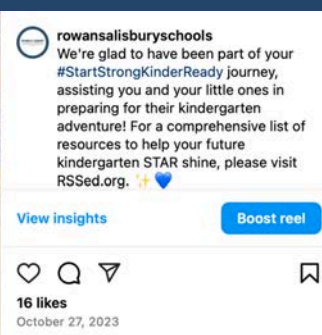 rowansalisburyschools
We're glad to have been part of your
#StartStrongKinderReady journey,
assisting you and your little ones in
preparing for their kindergarten
adventure! For a comprehensive list of
resources to help your future
kindergarten STAR shine, please visit
RSSed.org. ✨💙
View insights
Boost reel
16 likes
October 27, 2023